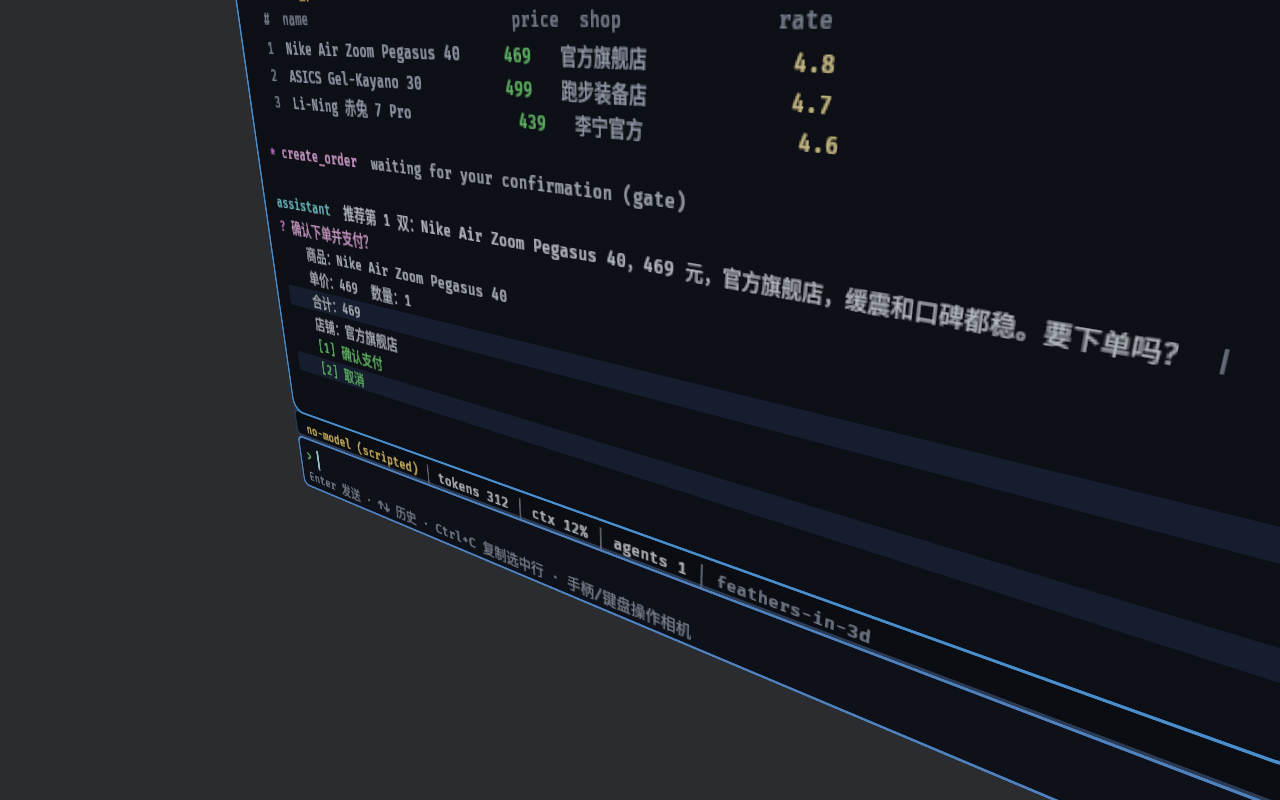 # name price shop rate
1 Nike Air Zoom Pegasus 40 469 官方旗舰店 4.8
2 ASICS Gel-Kayano 30 499 跑步装备店 4.7
3 Li-Ning 赤兔 7 Pro 439 李宁官方 4.6
* create_order waiting for your confirmation (gate)
assistant 推荐第 1 双: Nike Air Zoom Pegasus 40, 469 元, 官方旗舰店, 缓震和口碑都稳。要下单吗?
? 确认下单并支付?
商品: Nike Air Zoom Pegasus 40
单价: 469 数量: 1
合计: 469
店铺: 官方旗舰店
[1] 确认支付
[2] 取消
no-model (scripted) | tokens 312 | ctx 12% | agents 1 | feathers-in-3d
›
Enter 发送 · ↑↓ 历史 · Ctrl+C 复制选中行 · 手柄/键盘操作相机